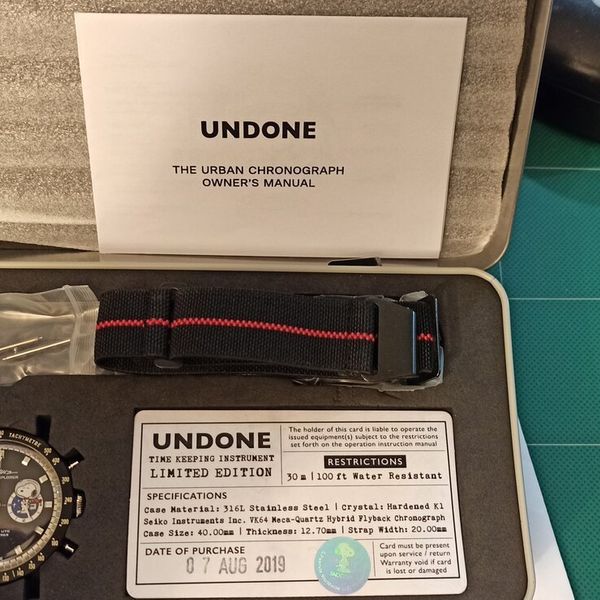 UNDONE
THE URBAN CHRONOGRAPH
OWNER'S MANUAL
TACHYMETRE
UNDONE
TIME KEEPING INSTRUMENT
LIMITED EDITION
The holder of this card is liable to operate the
issued equipment(s) subject to the restrictions
set forth on the operation instruction manual
RESTRICTIONS
30 m | 100 ft Water Resistant
SPECIFICATIONS
Case Material: 316L Stainless Steel | Crystal: Hardened K1
Seiko Instruments Inc. VK64 Meca-Quartz Hybrid Flyback Chronograph
Case Size: 40.00mm | Thickness: 12.70mm | Strap Width: 20.00mm
DATE OF PURCHASE
07 AUG 2019
Card must be present
upon service / return
Warranty void if card
is lost or damaged